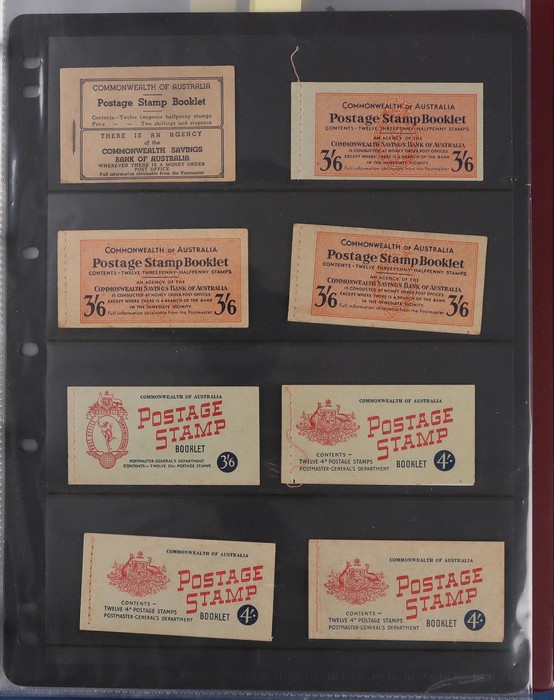 COMMONWEALTH OF AUSTRALIA
Postage Stamp Booklet
Contents—Twelve twopence halfpenny stamps
Price — — Two shillings and sixpence
THERE IS AN AGENCY
of the
COMMONWEALTH SAVINGS
BANK OF AUSTRALIA
WHEREVER THERE IS A MONEY ORDER
POST OFFICE
Full information obtainable from the Postmaster
COMMONWEALTH OF AUSTRALIA
Postage Stamp Booklet
CONTENTS - TWELVE THREEPENNY-HALFPENNY STAMPS
AN AGENCY OF THE
COMMONWEALTH SAVINGS BANK OF AUSTRALIA
IS CONDUCTED AT MONEY ORDER POST OFFICES
EXCEPT WHERE THERE IS A BRANCH OF THE BANK
IN THE IMMEDIATE VICINITY
3/6 3/6
Full information obtainable from the Postmaster
COMMONWEALTH OF AUSTRALIA
Postage Stamp Booklet
CONTENTS - TWELVE THREEPENNY-HALFPENNY STAMPS
AN AGENCY OF THE
COMMONWEALTH SAVINGS BANK OF AUSTRALIA
IS CONDUCTED AT MONEY ORDER POST OFFICES
EXCEPT WHERE THERE IS A BRANCH OF THE BANK
IN THE IMMEDIATE VICINITY
3/6 3/6
Full information obtainable from the Postmaster
COMMONWEALTH OF AUSTRALIA
Postage Stamp Booklet
CONTENTS - TWELVE THREEPENNY-HALFPENNY STAMPS
AN AGENCY OF THE
COMMONWEALTH SAVINGS BANK OF AUSTRALIA
IS CONDUCTED AT MONEY ORDER POST OFFICES
EXCEPT WHERE THERE IS A BRANCH OF THE BANK
IN THE IMMEDIATE VICINITY
3/6 3/6
Full information obtainable from the Postmaster
COMMONWEALTH OF AUSTRALIA
POSTAGE
STAMP
BOOKLET
POSTMASTER-GENERAL'S DEPARTMENT
CONTENTS— TWELVE 3½D. POSTAGE STAMPS
3/6
COMMONWEALTH OF AUSTRALIA
POSTAGE
STAMP
CONTENTS—
TWELVE 4ᴰ POSTAGE STAMPS
POSTMASTER-GENERAL'S DEPARTMENT
BOOKLET 4/-
COMMONWEALTH OF AUSTRALIA
POSTAGE
STAMP
CONTENTS—
TWELVE 4ᴰ POSTAGE STAMPS
POSTMASTER-GENERAL'S DEPARTMENT
BOOKLET 4/-
COMMONWEALTH OF AUSTRALIA
POSTAGE
STAMP
CONTENTS—
TWELVE 4ᴰ POSTAGE STAMPS
POSTMASTER-GENERAL'S DEPARTMENT
BOOKLET 4/-